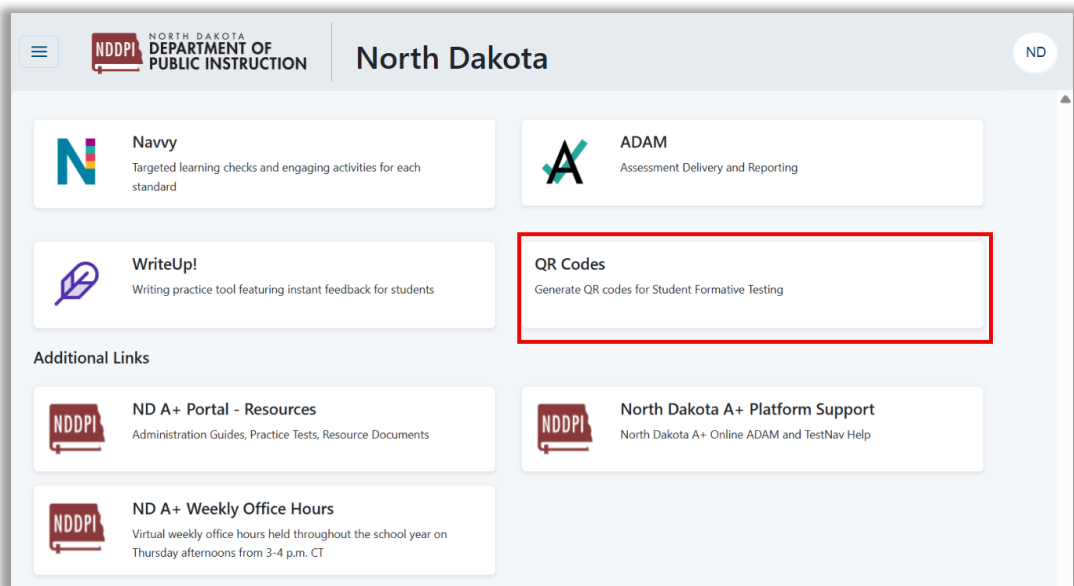 NDDPI
NORTH DAKOTA
DEPARTMENT OF
PUBLIC INSTRUCTION
North Dakota
ND
Navvy
Targeted learning checks and engaging activities for each
standard
ADAM
Assessment Delivery and Reporting
WriteUp!
Writing practice tool featuring instant feedback for students
QR Codes
Generate QR codes for Student Formative Testing
Additional Links
NDDPI
ND A+ Portal - Resources
Administration Guides, Practice Tests, Resource Documents
NDDPI
North Dakota A+ Platform Support
North Dakota A+ Online ADAM and TestNav Help
NDDPI
ND A+ Weekly Office Hours
Virtual weekly office hours held throughout the school year on
Thursday afternoons from 3-4 p.m. CT